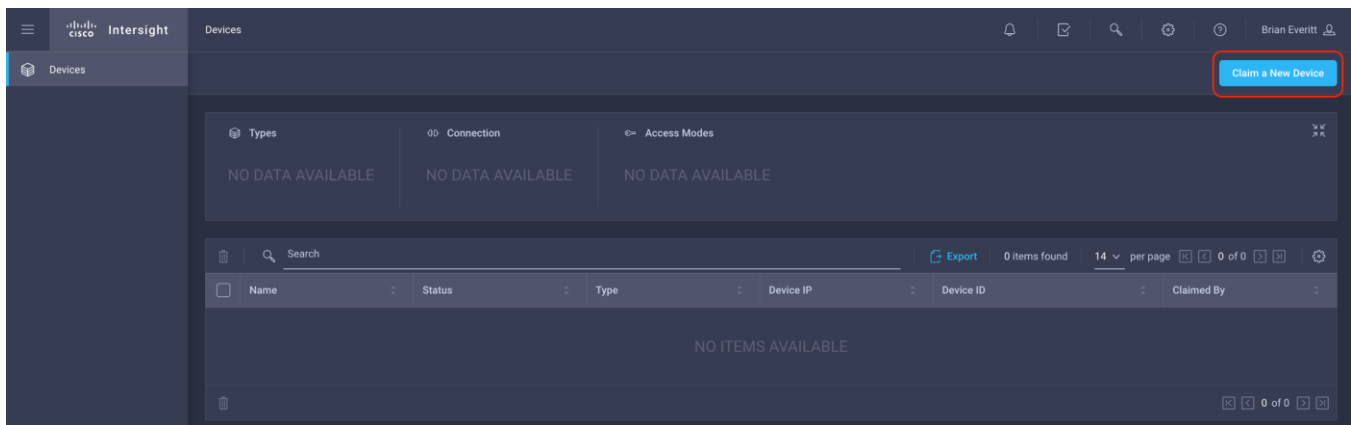 CISCO Intersight Devices Brian Everitt
Devices
Claim a New Device
Types Connection Access Modes
NO DATA AVAILABLE NO DATA AVAILABLE NO DATA AVAILABLE
Search Export 0 items found 14 per page 0 of 0
Name Status Type Device IP Device ID Claimed By
NO ITEMS AVAILABLE
0 of 0